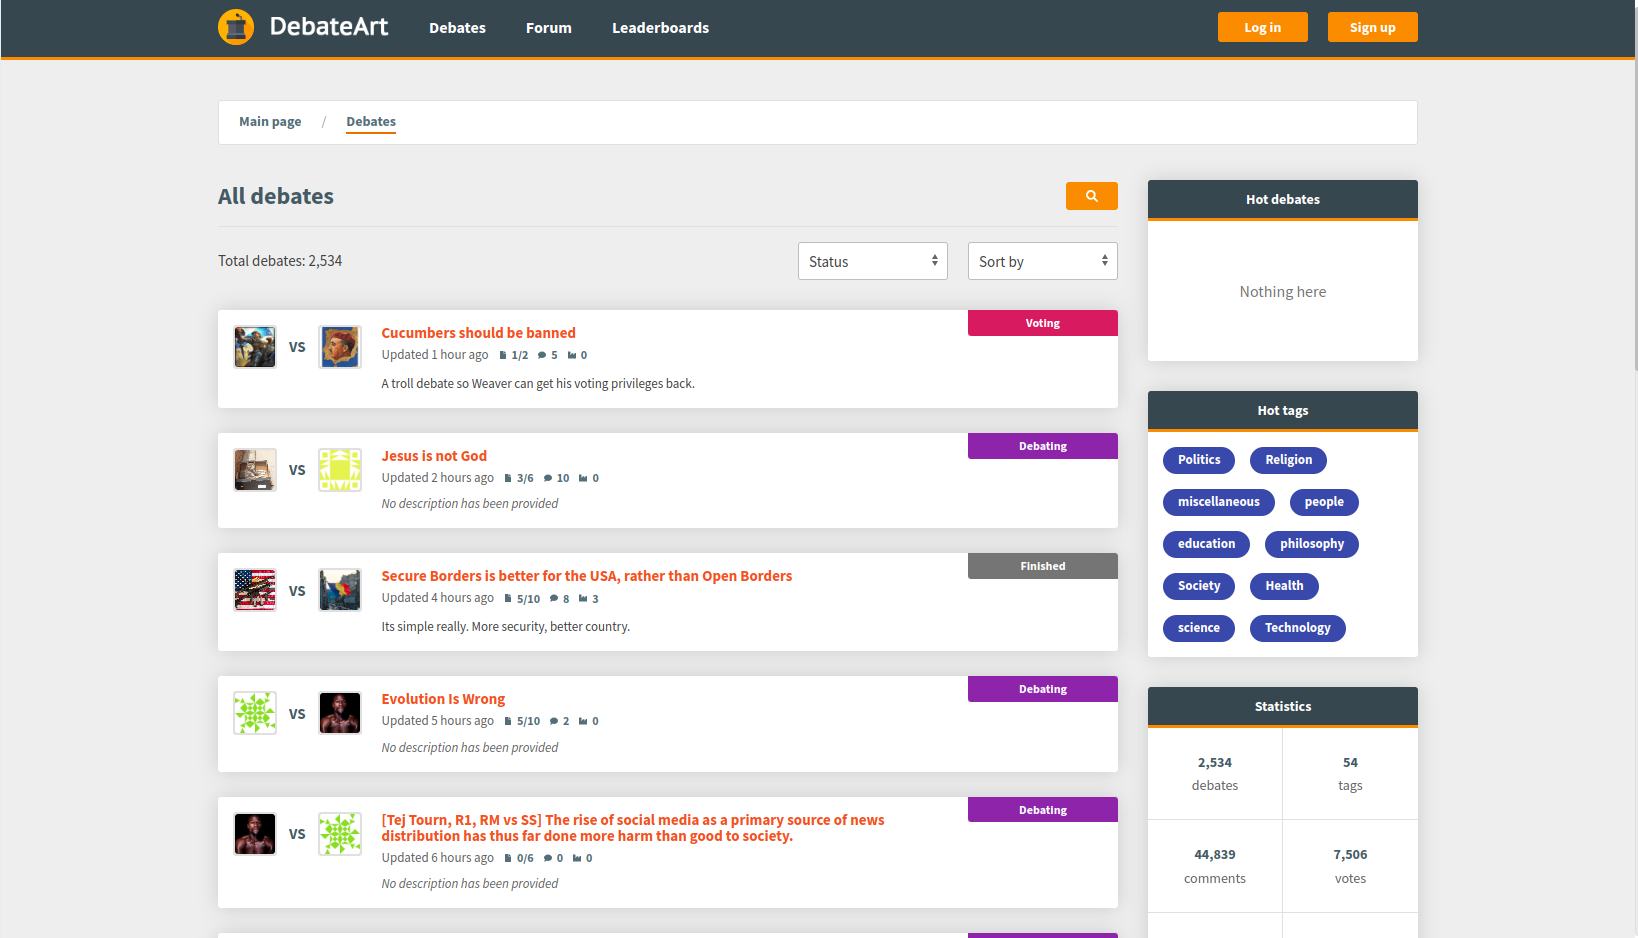 DebateArt
Debates
Forum
Leaderboards
Log in
Sign up
Main page / Debates
All debates
Total debates: 2,534
Status
Sort by
VS
Cucumbers should be banned
Voting
Updated 1 hour ago 1/2 5 0
A troll debate so Weaver can get his voting privileges back.
VS
Jesus is not God
Debating
Updated 2 hours ago 3/6 10 0
No description has been provided
VS
Secure Borders is better for the USA, rather than Open Borders
Finished
Updated 4 hours ago 5/10 8 3
Its simple really. More security, better country.
VS
Evolution Is Wrong
Debating
Updated 5 hours ago 5/10 2 0
No description has been provided
VS
[Tej Tourn, R1, RM vs SS] The rise of social media as a primary source of news
distribution has thus far done more harm than good to society.
Debating
Updated 6 hours ago 0/6 0 0
No description has been provided
Hot debates
Nothing here
Hot tags
Politics
Religion
miscellaneous
people
education
philosophy
Society
Health
science
Technology
Statistics
2,534
debates
54
tags
44,839
comments
7,506
votes